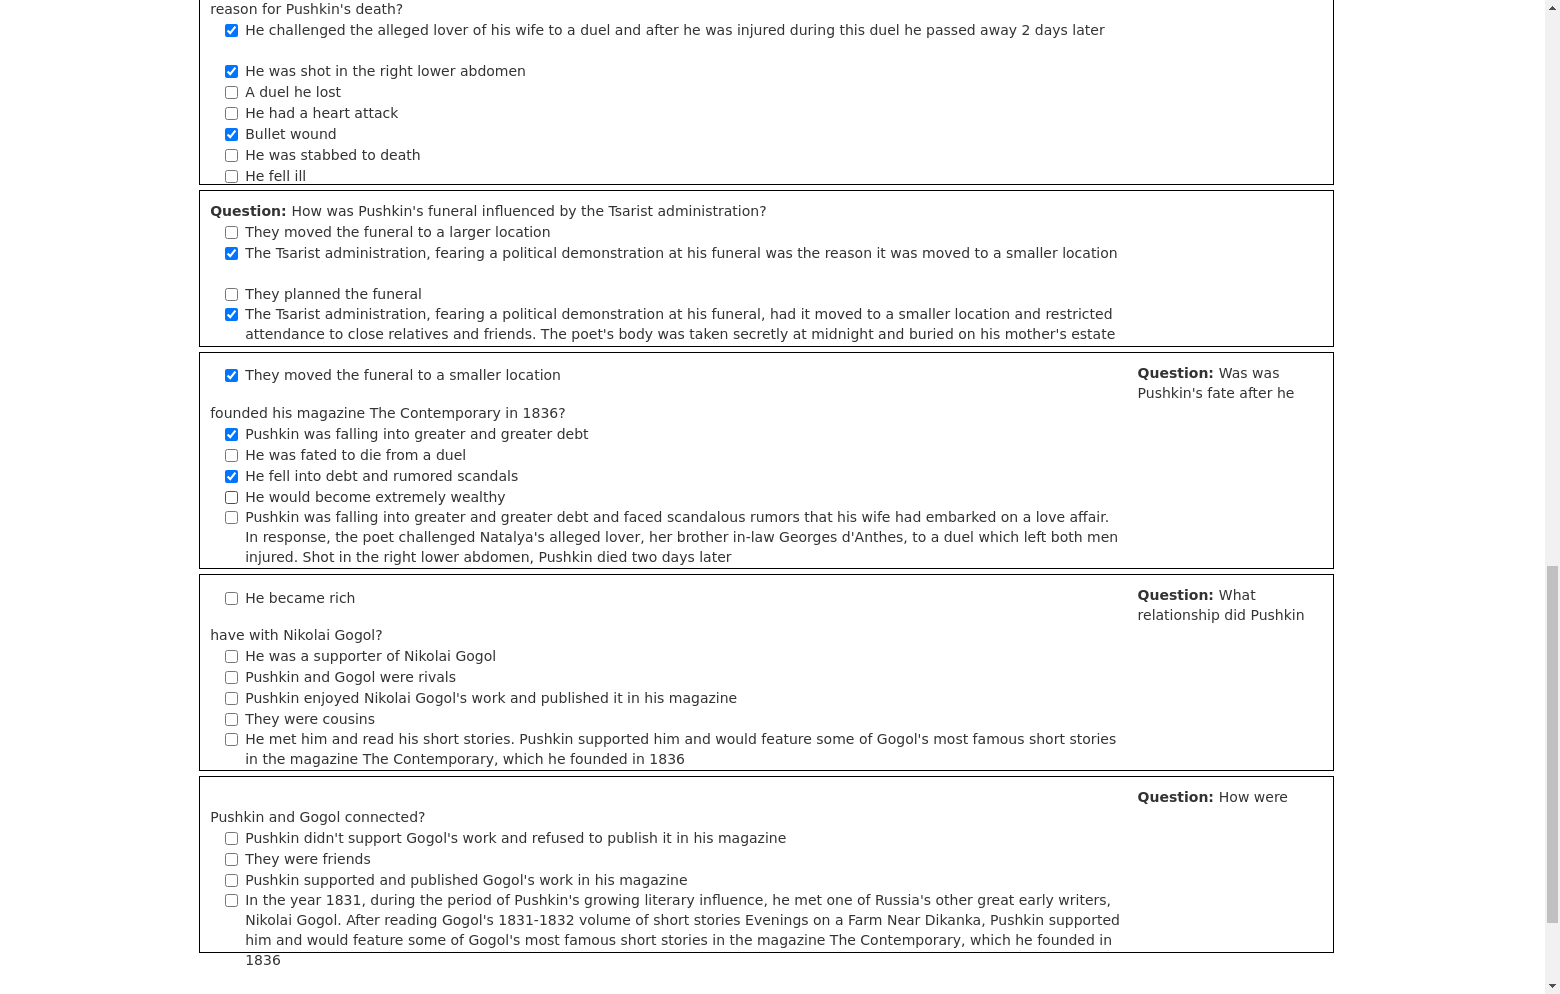 reason for Pushkin's death?
He challenged the alleged lover of his wife to a duel and after he was injured during this duel he passed away 2 days later
He was shot in the right lower abdomen
A duel he lost
He had a heart attack
Bullet wound
He was stabbed to death
He fell ill
Question: How was Pushkin's funeral influenced by the Tsarist administration?
They moved the funeral to a larger location
The Tsarist administration, fearing a political demonstration at his funeral was the reason it was moved to a smaller location
They planned the funeral
The Tsarist administration, fearing a political demonstration at his funeral, had it moved to a smaller location and restricted
attendance to close relatives and friends. The poet's body was taken secretly at midnight and buried on his mother's estate
They moved the funeral to a smaller location
Question: Was was
Pushkin's fate after he
founded his magazine The Contemporary in 1836?
Pushkin was falling into greater and greater debt
He was fated to die from a duel
He fell into debt and rumored scandals
He would become extremely wealthy
Pushkin was falling into greater and greater debt and faced scandalous rumors that his wife had embarked on a love affair.
In response, the poet challenged Natalya's alleged lover, her brother in-law Georges d'Anthes, to a duel which left both men
injured. Shot in the right lower abdomen, Pushkin died two days later
He became rich
Question: What
relationship did Pushkin
have with Nikolai Gogol?
He was a supporter of Nikolai Gogol
Pushkin and Gogol were rivals
Pushkin enjoyed Nikolai Gogol's work and published it in his magazine
They were cousins
He met him and read his short stories. Pushkin supported him and would feature some of Gogol's most famous short stories
in the magazine The Contemporary, which he founded in 1836
Question: How were
Pushkin and Gogol connected?
Pushkin didn't support Gogol's work and refused to publish it in his magazine
They were friends
Pushkin supported and published Gogol's work in his magazine
In the year 1831, during the period of Pushkin's growing literary influence, he met one of Russia's other great early writers,
Nikolai Gogol. After reading Gogol's 1831-1832 volume of short stories Evenings on a Farm Near Dikanka, Pushkin supported
him and would feature some of Gogol's most famous short stories in the magazine The Contemporary, which he founded in
1836